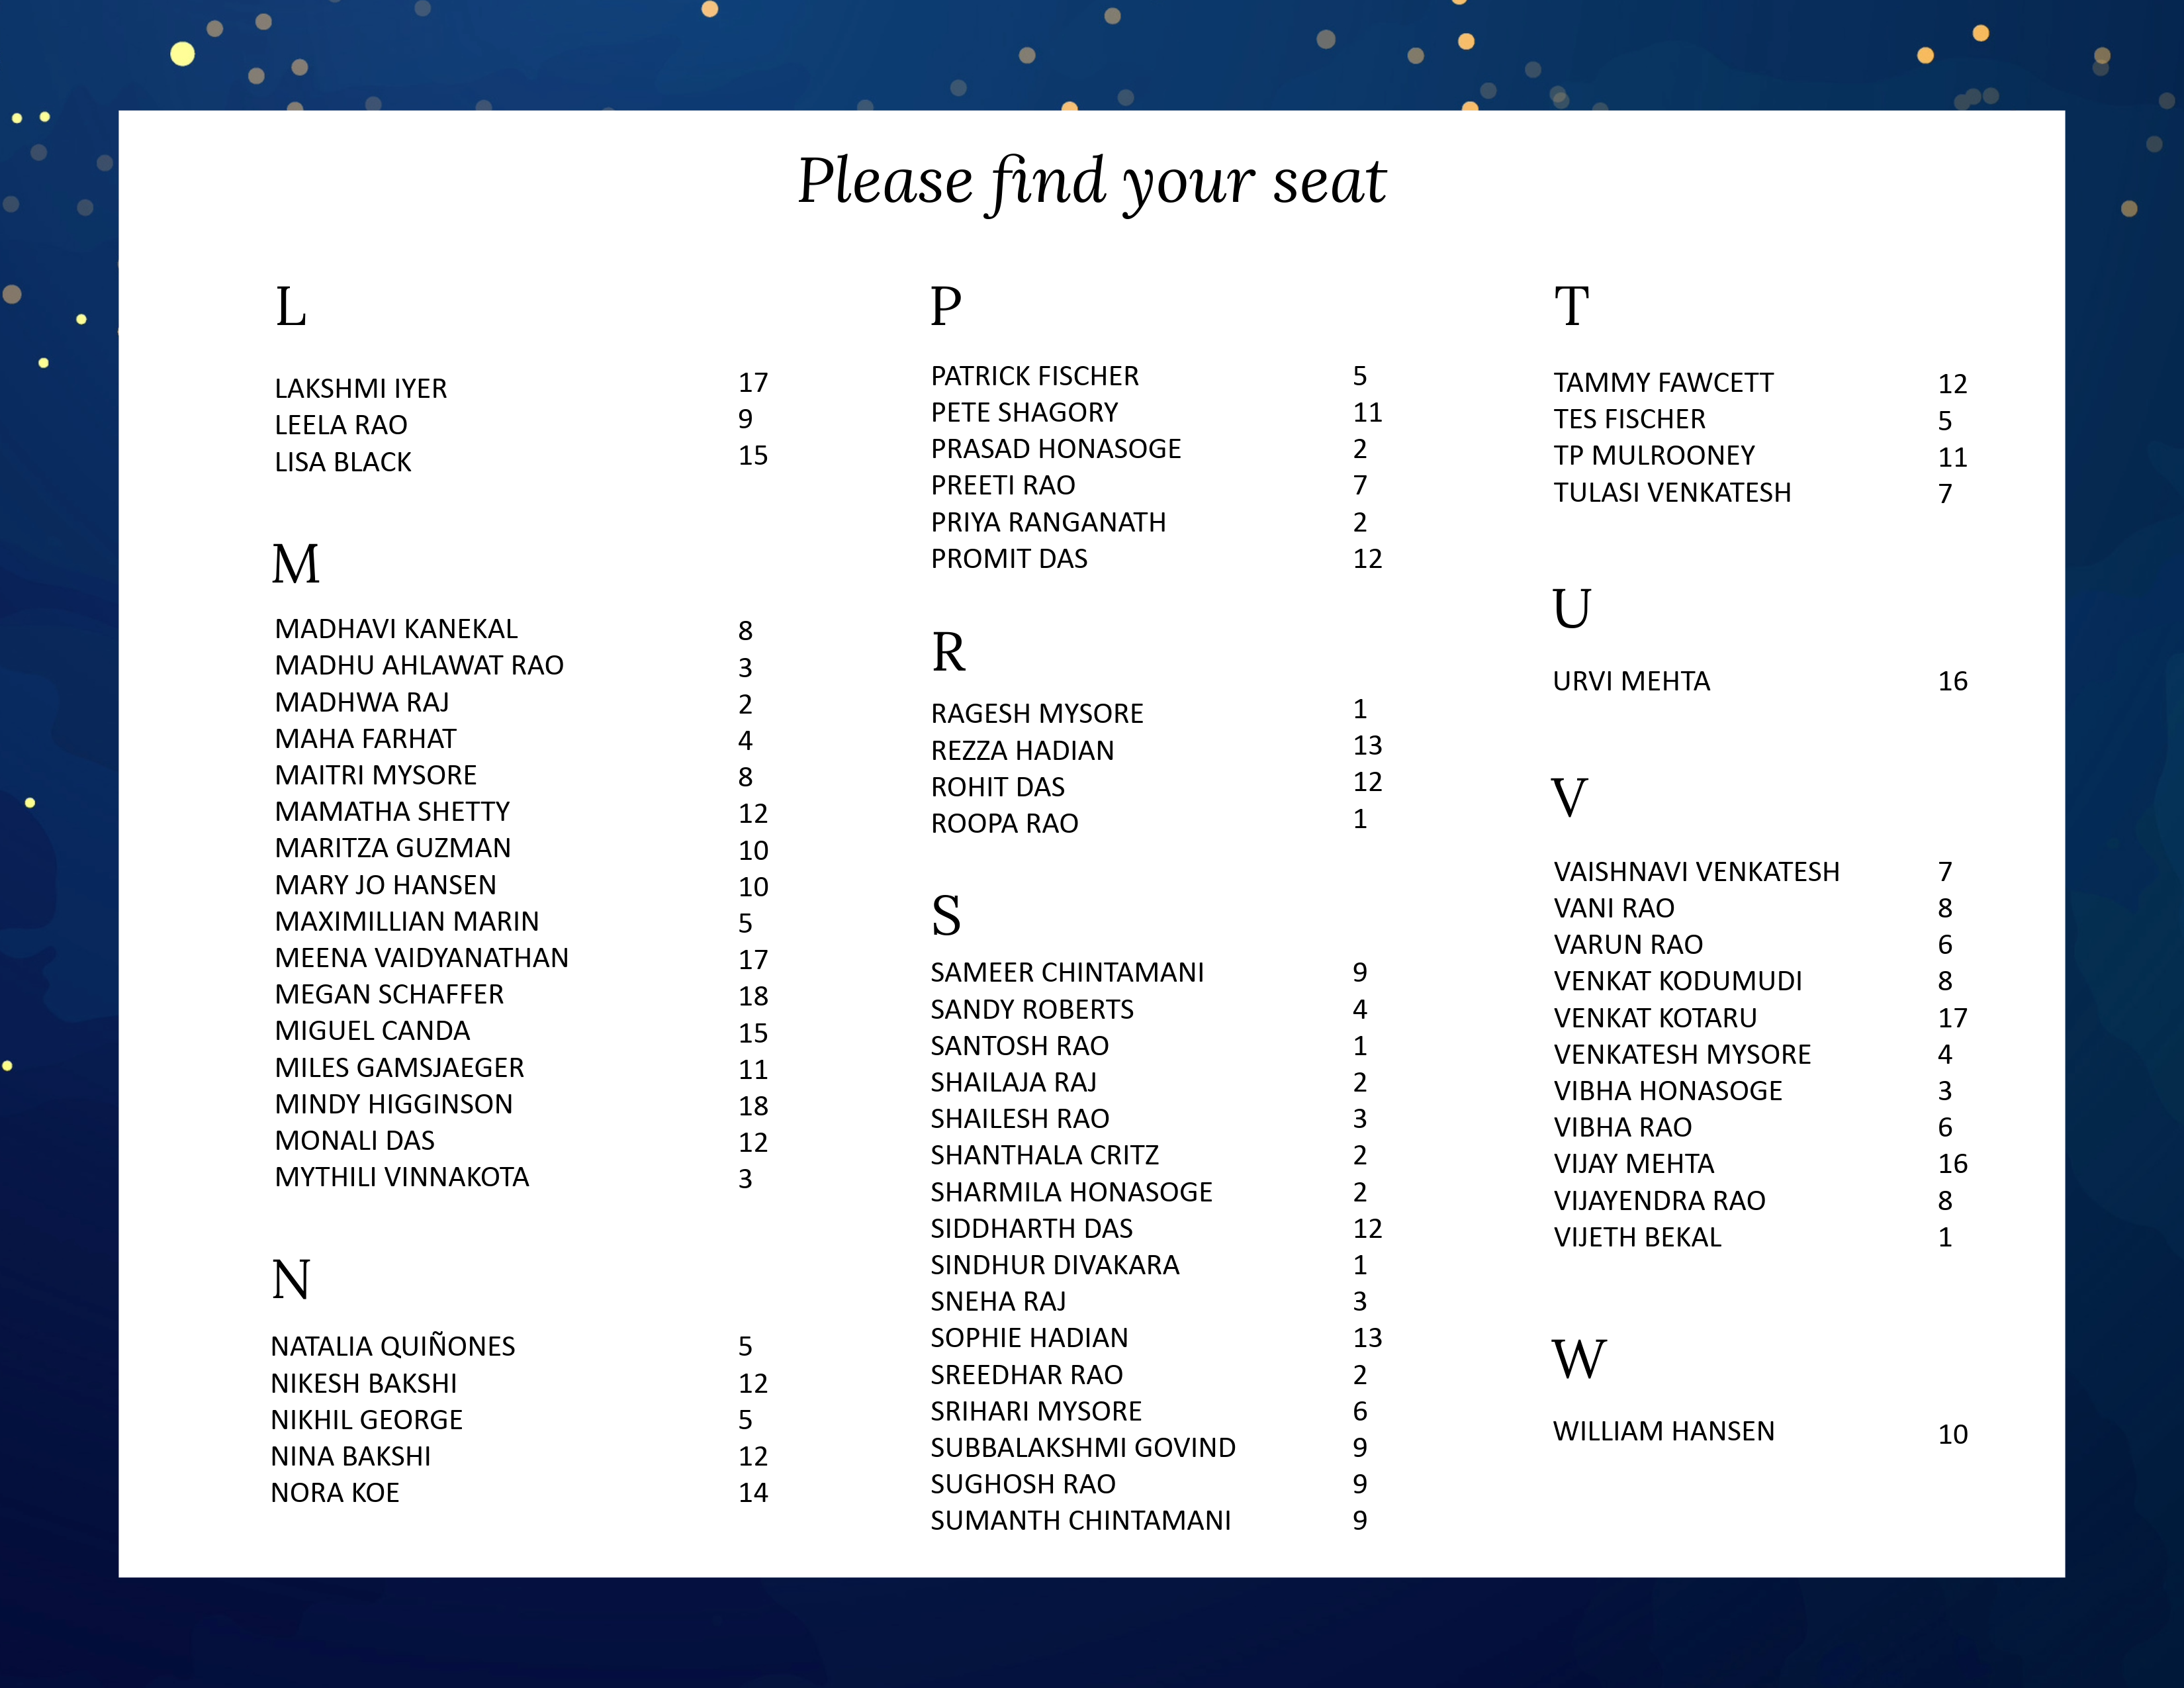 Please find your seat
L
LAKSHMI IYER 17
LEELA RAO 9
LISA BLACK 15
M
MADHAVI KANEKAL 8
MADHU AHLAWAT RAO 3
MADHWA RAJ 2
MAHA FARHAT 4
MAITRI MYSORE 8
MAMATHA SHETTY 12
MARITZA GUZMAN 10
MARY JO HANSEN 10
MAXIMILLIAN MARIN 5
MEENA VAIDYANATHAN 17
MEGAN SCHAFFER 18
MIGUEL CANDA 15
MILES GAMSJAEGER 11
MINDY HIGGINSON 18
MONALI DAS 12
MYTHILI VINNAKOTA 3
N
NATALIA QUIÑONES 5
NIKESH BAKSHI 12
NIKHIL GEORGE 5
NINA BAKSHI 12
NORA KOE 14
P
PATRICK FISCHER 5
PETE SHAGORY 11
PRASAD HONASOGE 2
PREETI RAO 7
PRIYA RANGANATH 2
PROMIT DAS 12
R
RAGESH MYSORE 1
REZZA HADIAN 13
ROHIT DAS 12
ROOPA RAO 1
S
SAMEER CHINTAMANI 9
SANDY ROBERTS 4
SANTOSH RAO 1
SHAILAJA RAJ 2
SHAILESH RAO 3
SHANTHALA CRITZ 2
SHARMILA HONASOGE 2
SIDDHARTH DAS 12
SINDHUR DIVAKARA 1
SNEHA RAJ 3
SOPHIE HADIAN 13
SREEDHAR RAO 2
SRIHARI MYSORE 6
SUBBALAKSHMI GOVIND 9
SUGHOSH RAO 9
SUMANTH CHINTAMANI 9
T
TAMMY FAWCETT 12
TES FISCHER 5
TP MULROONEY 11
TULASI VENKATESH 7
U
URVI MEHTA 16
V
VAISHNAVI VENKATESH 7
VANI RAO 8
VARUN RAO 6
VENKAT KODUMUDI 8
VENKAT KOTARU 17
VENKATESH MYSORE 4
VIBHA HONASOGE 3
VIBHA RAO 6
VIJAY MEHTA 16
VIJAYENDRA RAO 8
VIJETH BEKAL 1
W
WILLIAM HANSEN 10